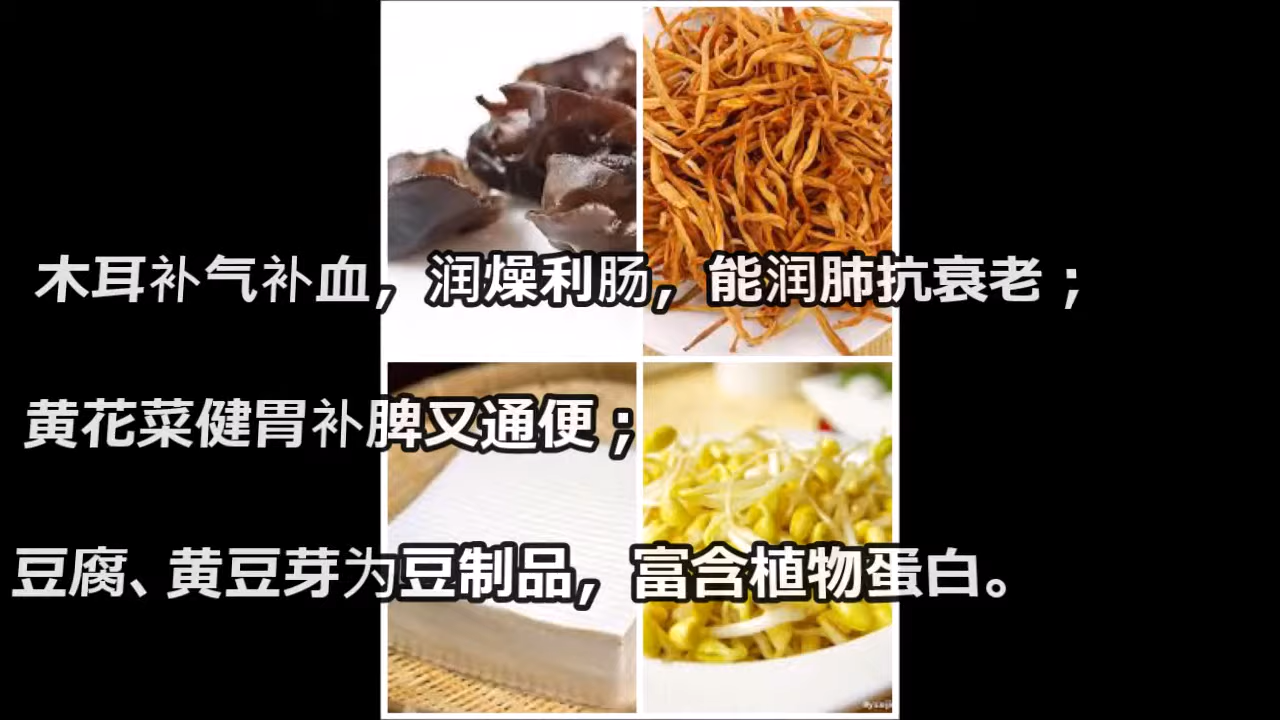 木耳补气补血，润燥利肠，能润肺抗衰老；
黄花菜健胃补脾又通便；
豆腐、黄豆芽为豆制品，富含植物蛋白。